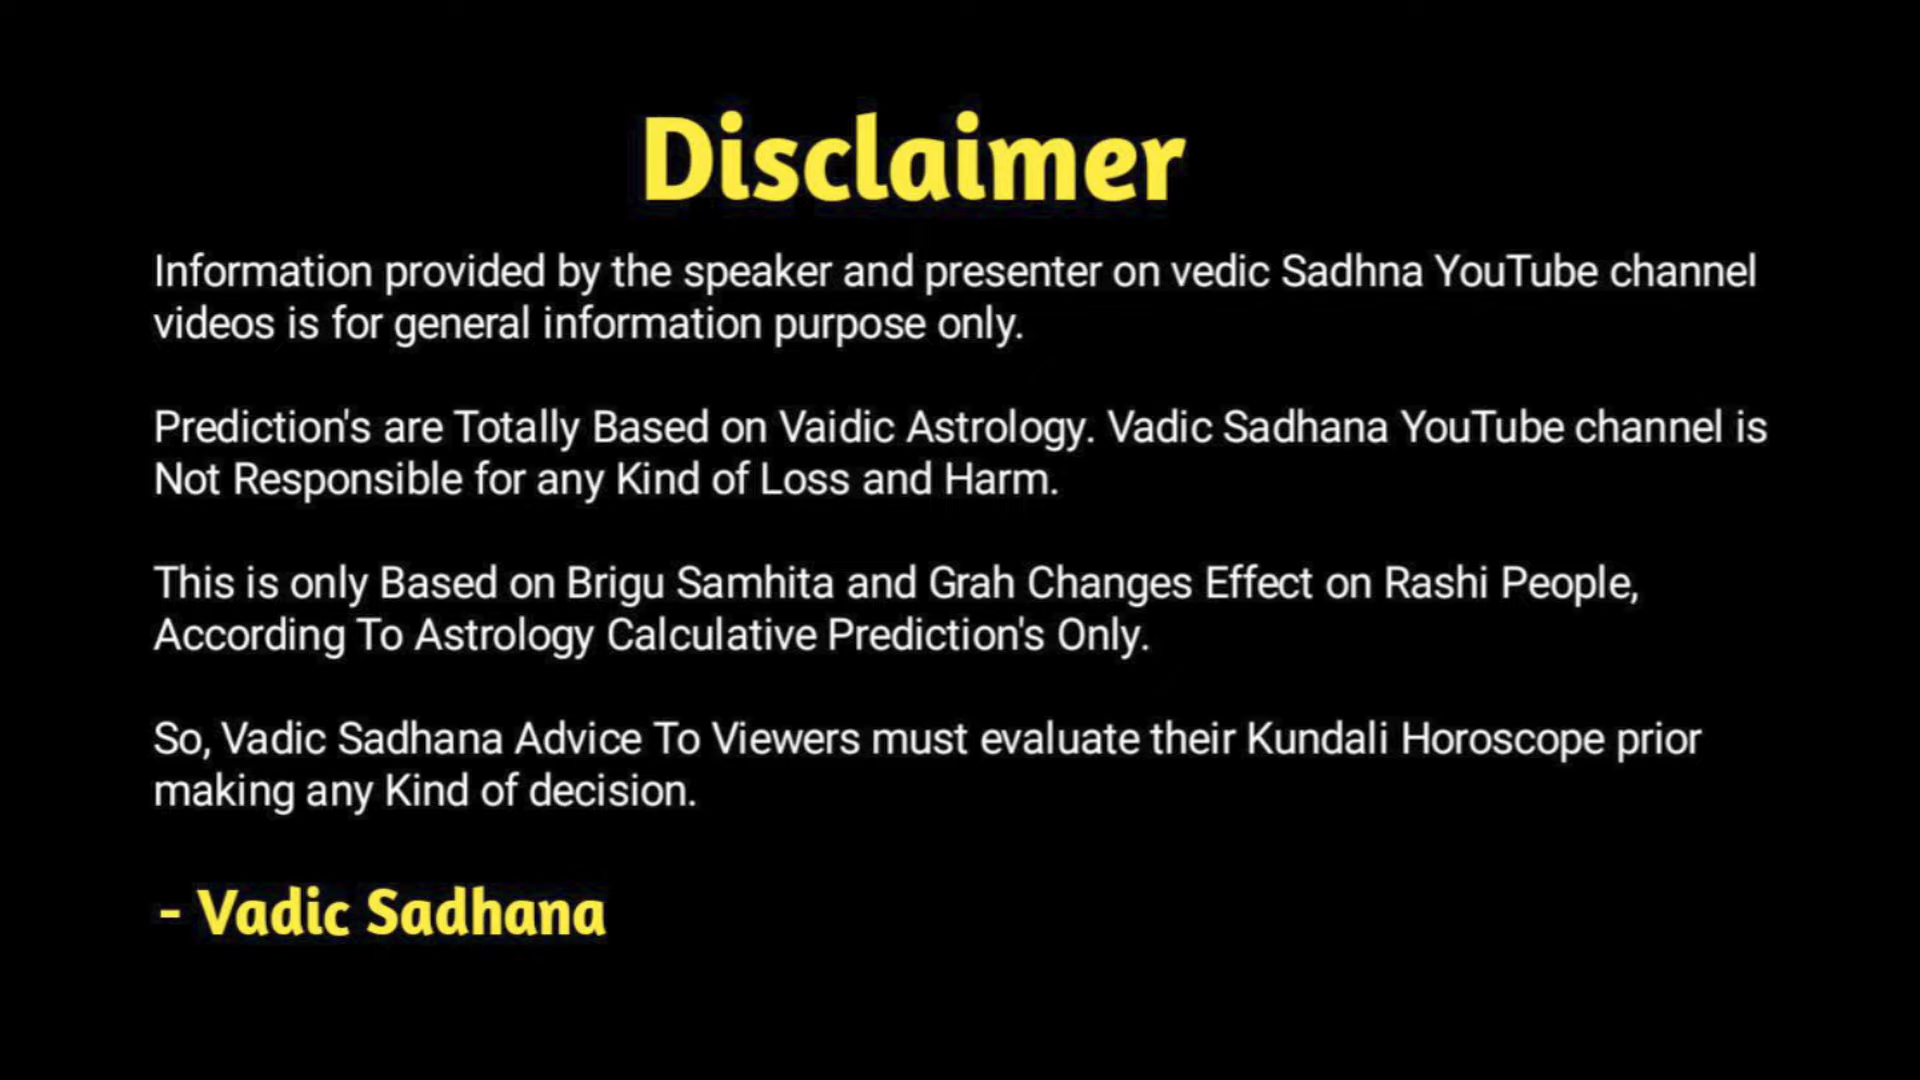 Disclaimer
Information provided by the speaker and presenter on vedic Sadhna YouTube channel
videos is for general information purpose only.
Prediction's are Totally Based on Vaidic Astrology. Vadic Sadhana YouTube channel is
Not Responsible for any Kind of Loss and Harm.
This is only Based on Brigu Samhita and Grah Changes Effect on Rashi People,
According To Astrology Calculative Prediction's Only.
So, Vadic Sadhana Advice To Viewers must evaluate their Kundali Horoscope prior
making any Kind of decision.
- Vadic Sadhana